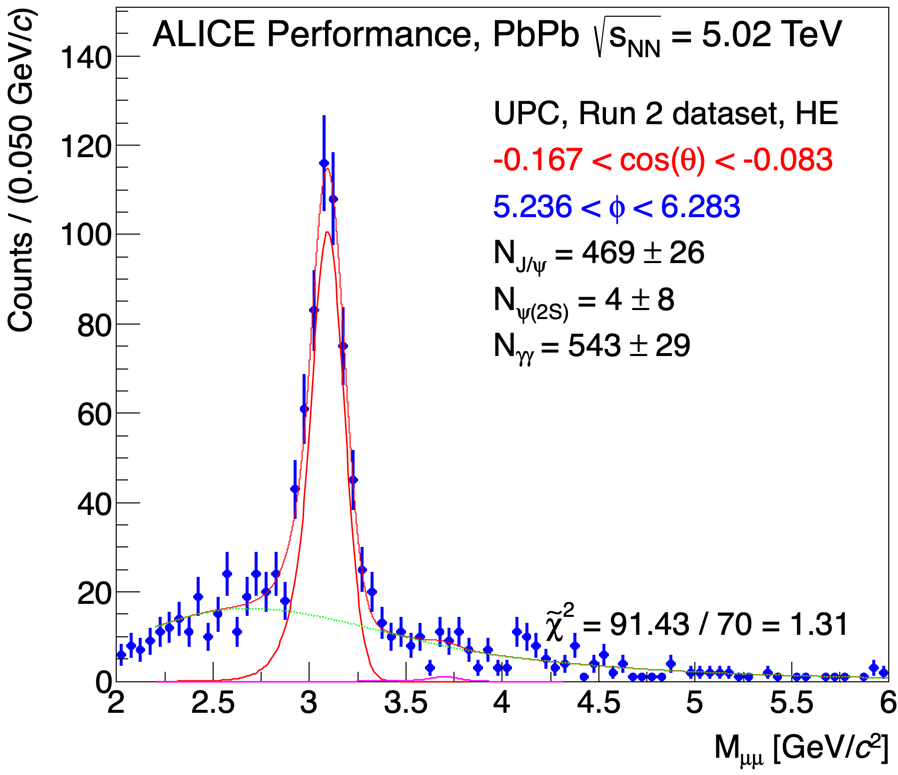 ALICE Performance, PbPb √sNN = 5.02 TeV
UPC, Run 2 dataset, HE
-0.167 < cos(θ) < -0.083
5.236 < ϕ < 6.283
NJ/ψ = 469 ± 26
Nψ(2S) = 4 ± 8
Nγγ = 543 ± 29
χ̃² = 91.43 / 70 = 1.31
Counts / (0.050 GeV/c)
140
120
100
80
60
40
20
0
2 2.5 3 3.5 4 4.5 5 5.5 6
Mμμ [GeV/c²]